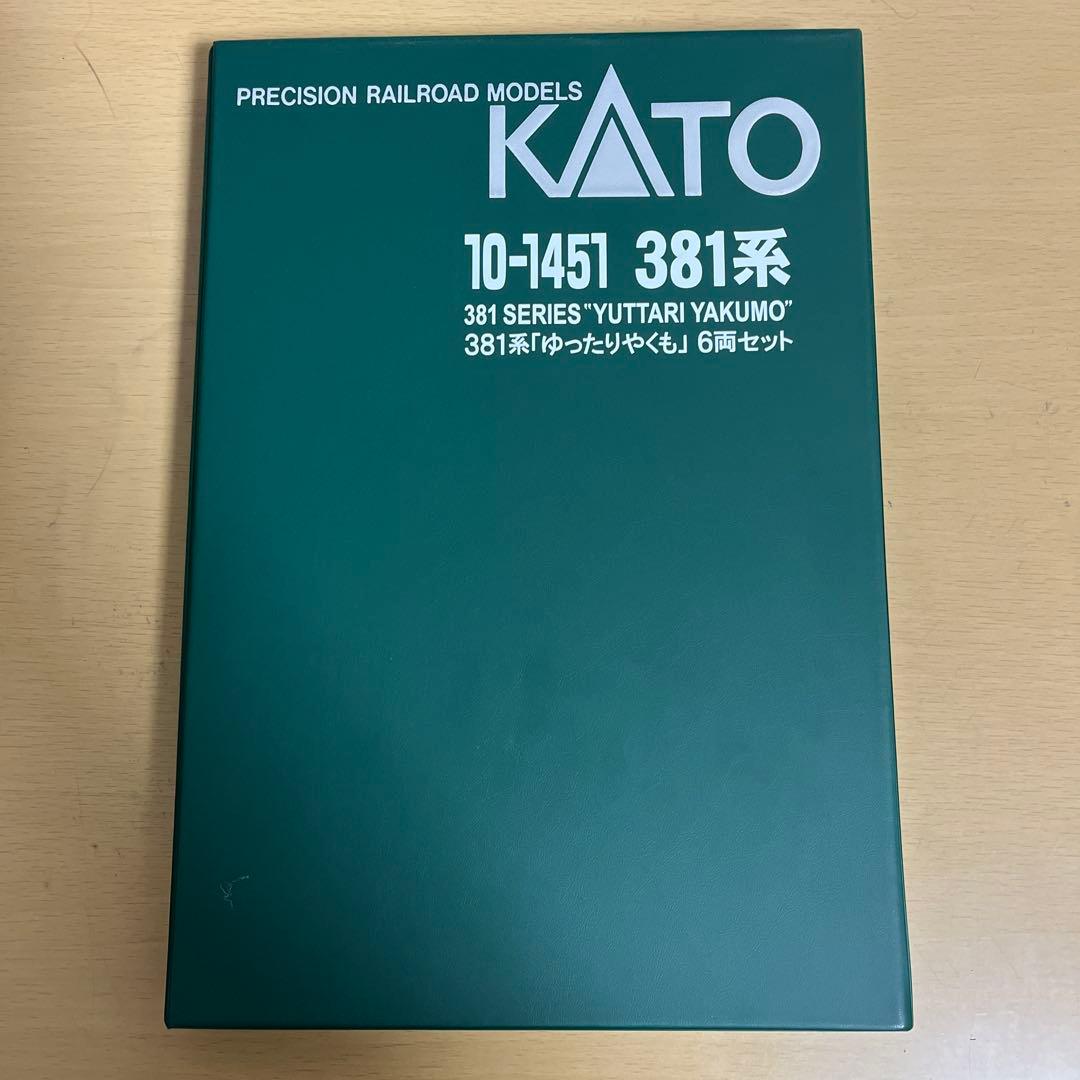 PRECISION RAILROAD MODELS
KATO
10-1451 381系
381 SERIES "YUTTARI YAKUMO"
381系「ゆったりやくも」 6両セット